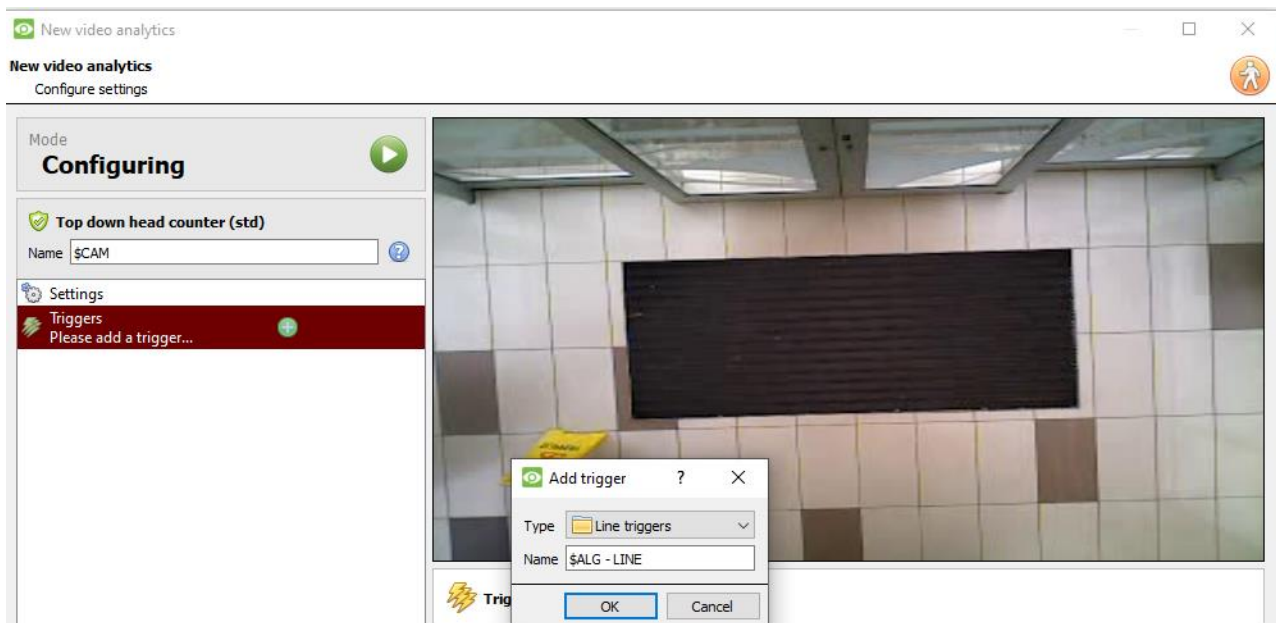 New video analytics
New video analytics
Configure settings
Mode
Configuring
Top down head counter (std)
Name $CAM
Settings
Triggers
Please add a trigger...
Add trigger ?
Type Line triggers
Name $ALG - LINE
Trig
OK Cancel